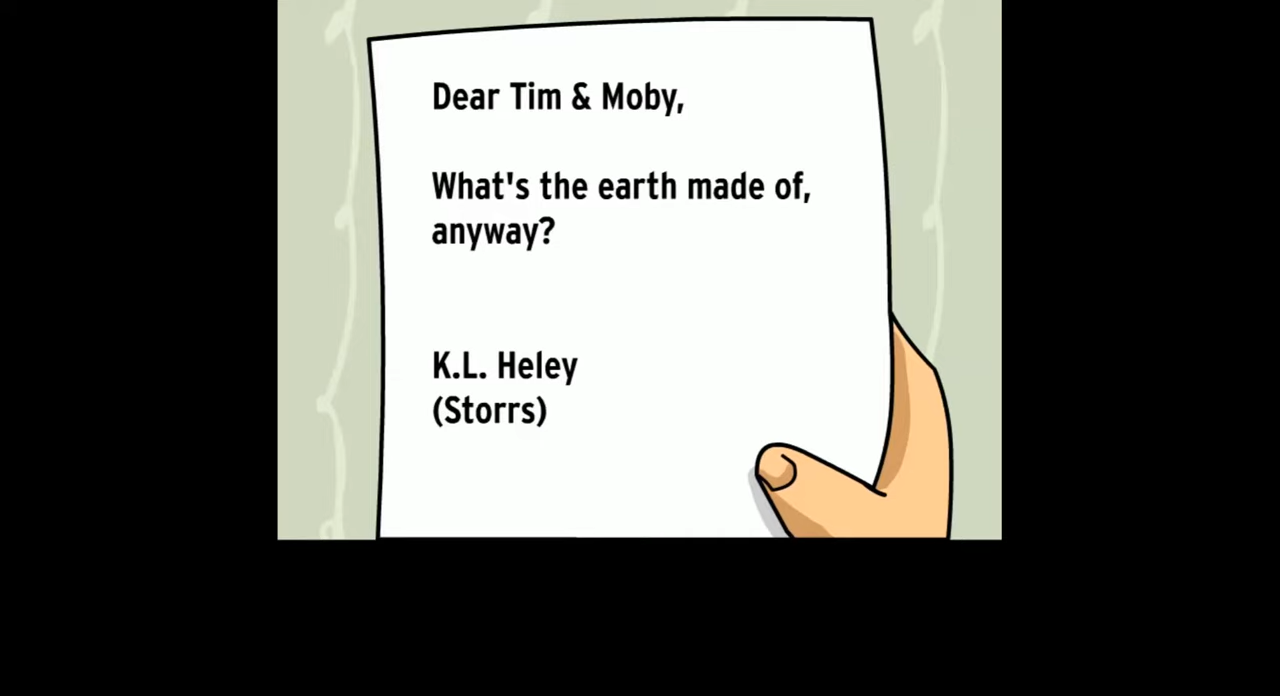 Dear Tim & Moby,
What's the earth made of,
anyway?
K.L. Heley
(Storrs)